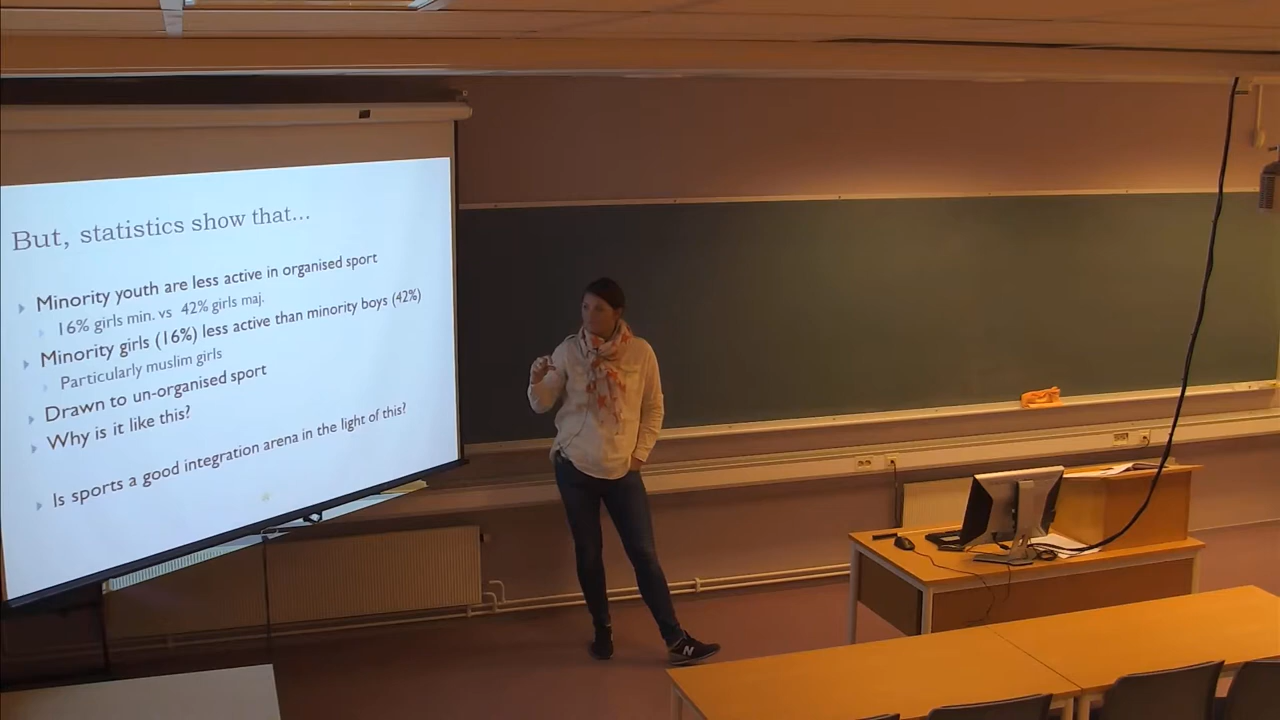 But, statistics show that...
Minority youth are less active in organised sport
16% girls min. vs 42% girls maj.
Minority girls (16%) less active than minority boys (42%)
Particularly muslim girls
Drawn to un-organised sport
Why is it like this?
Is sports a good integration arena in the light of this?
N